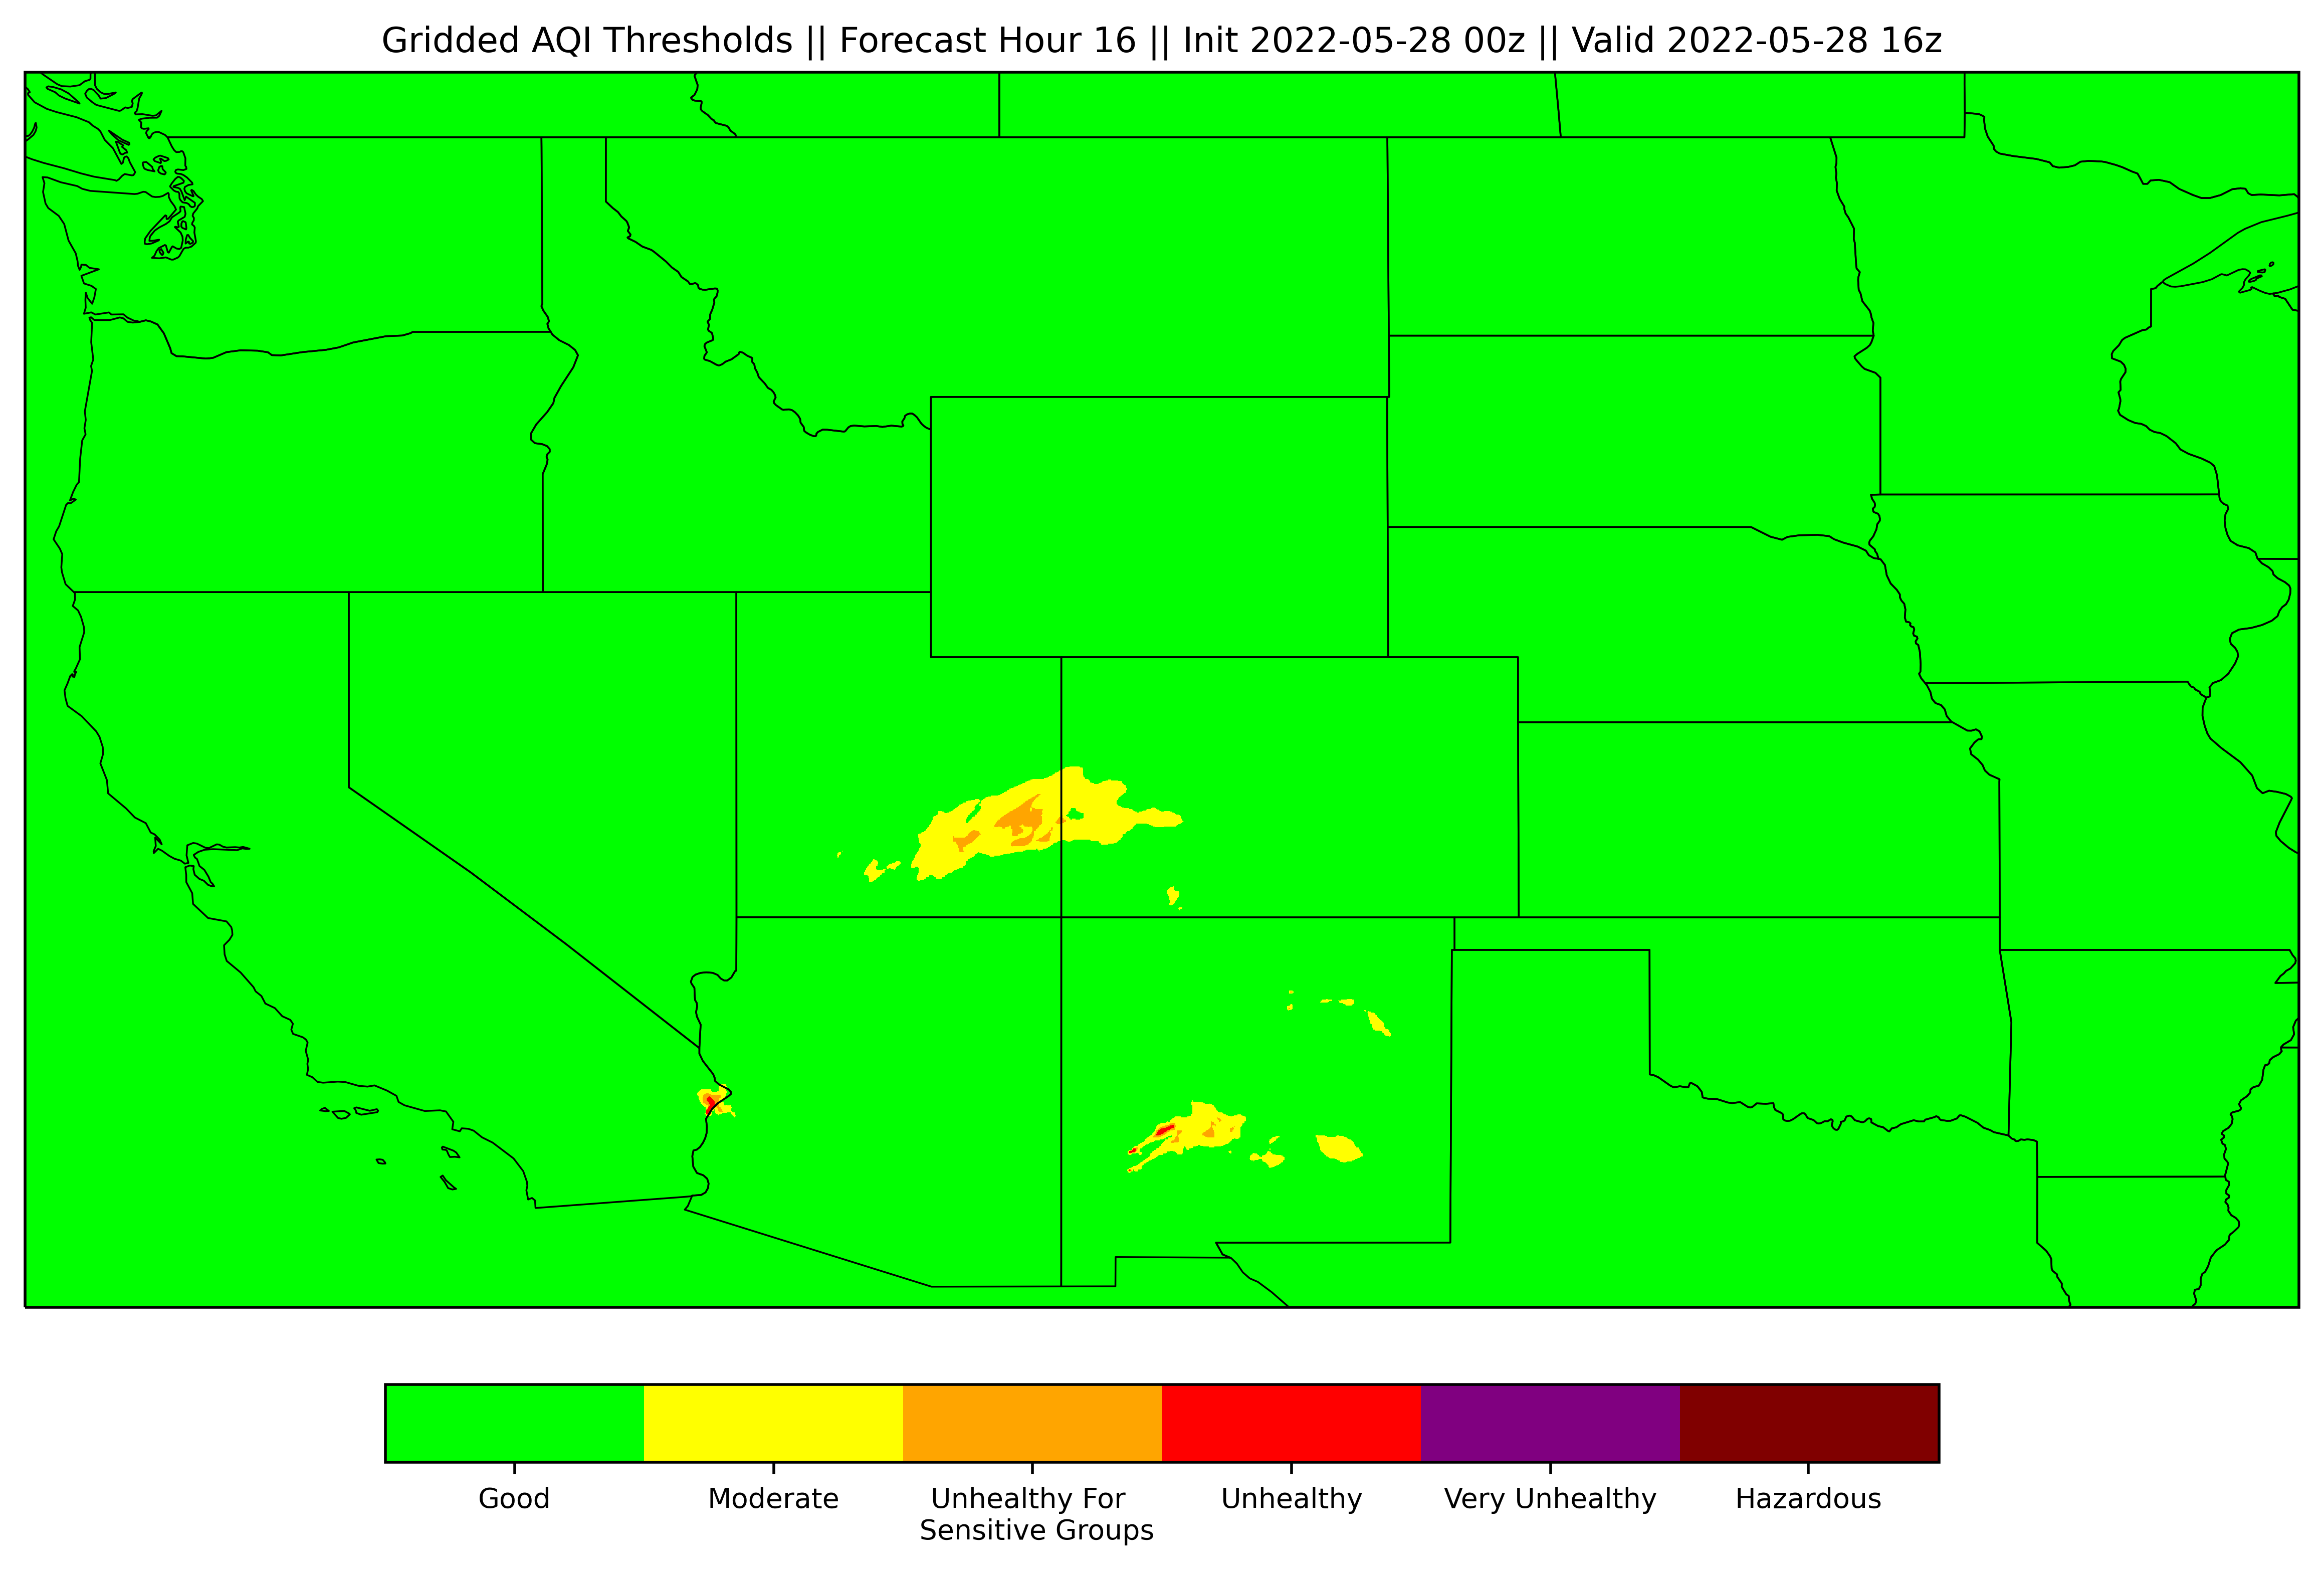 Gridded AQI Thresholds || Forecast Hour 16 || Init 2022-05-28 00z || Valid 2022-05-28 16z
Good
Moderate
Unhealthy For
Sensitive Groups
Unhealthy
Very Unhealthy
Hazardous